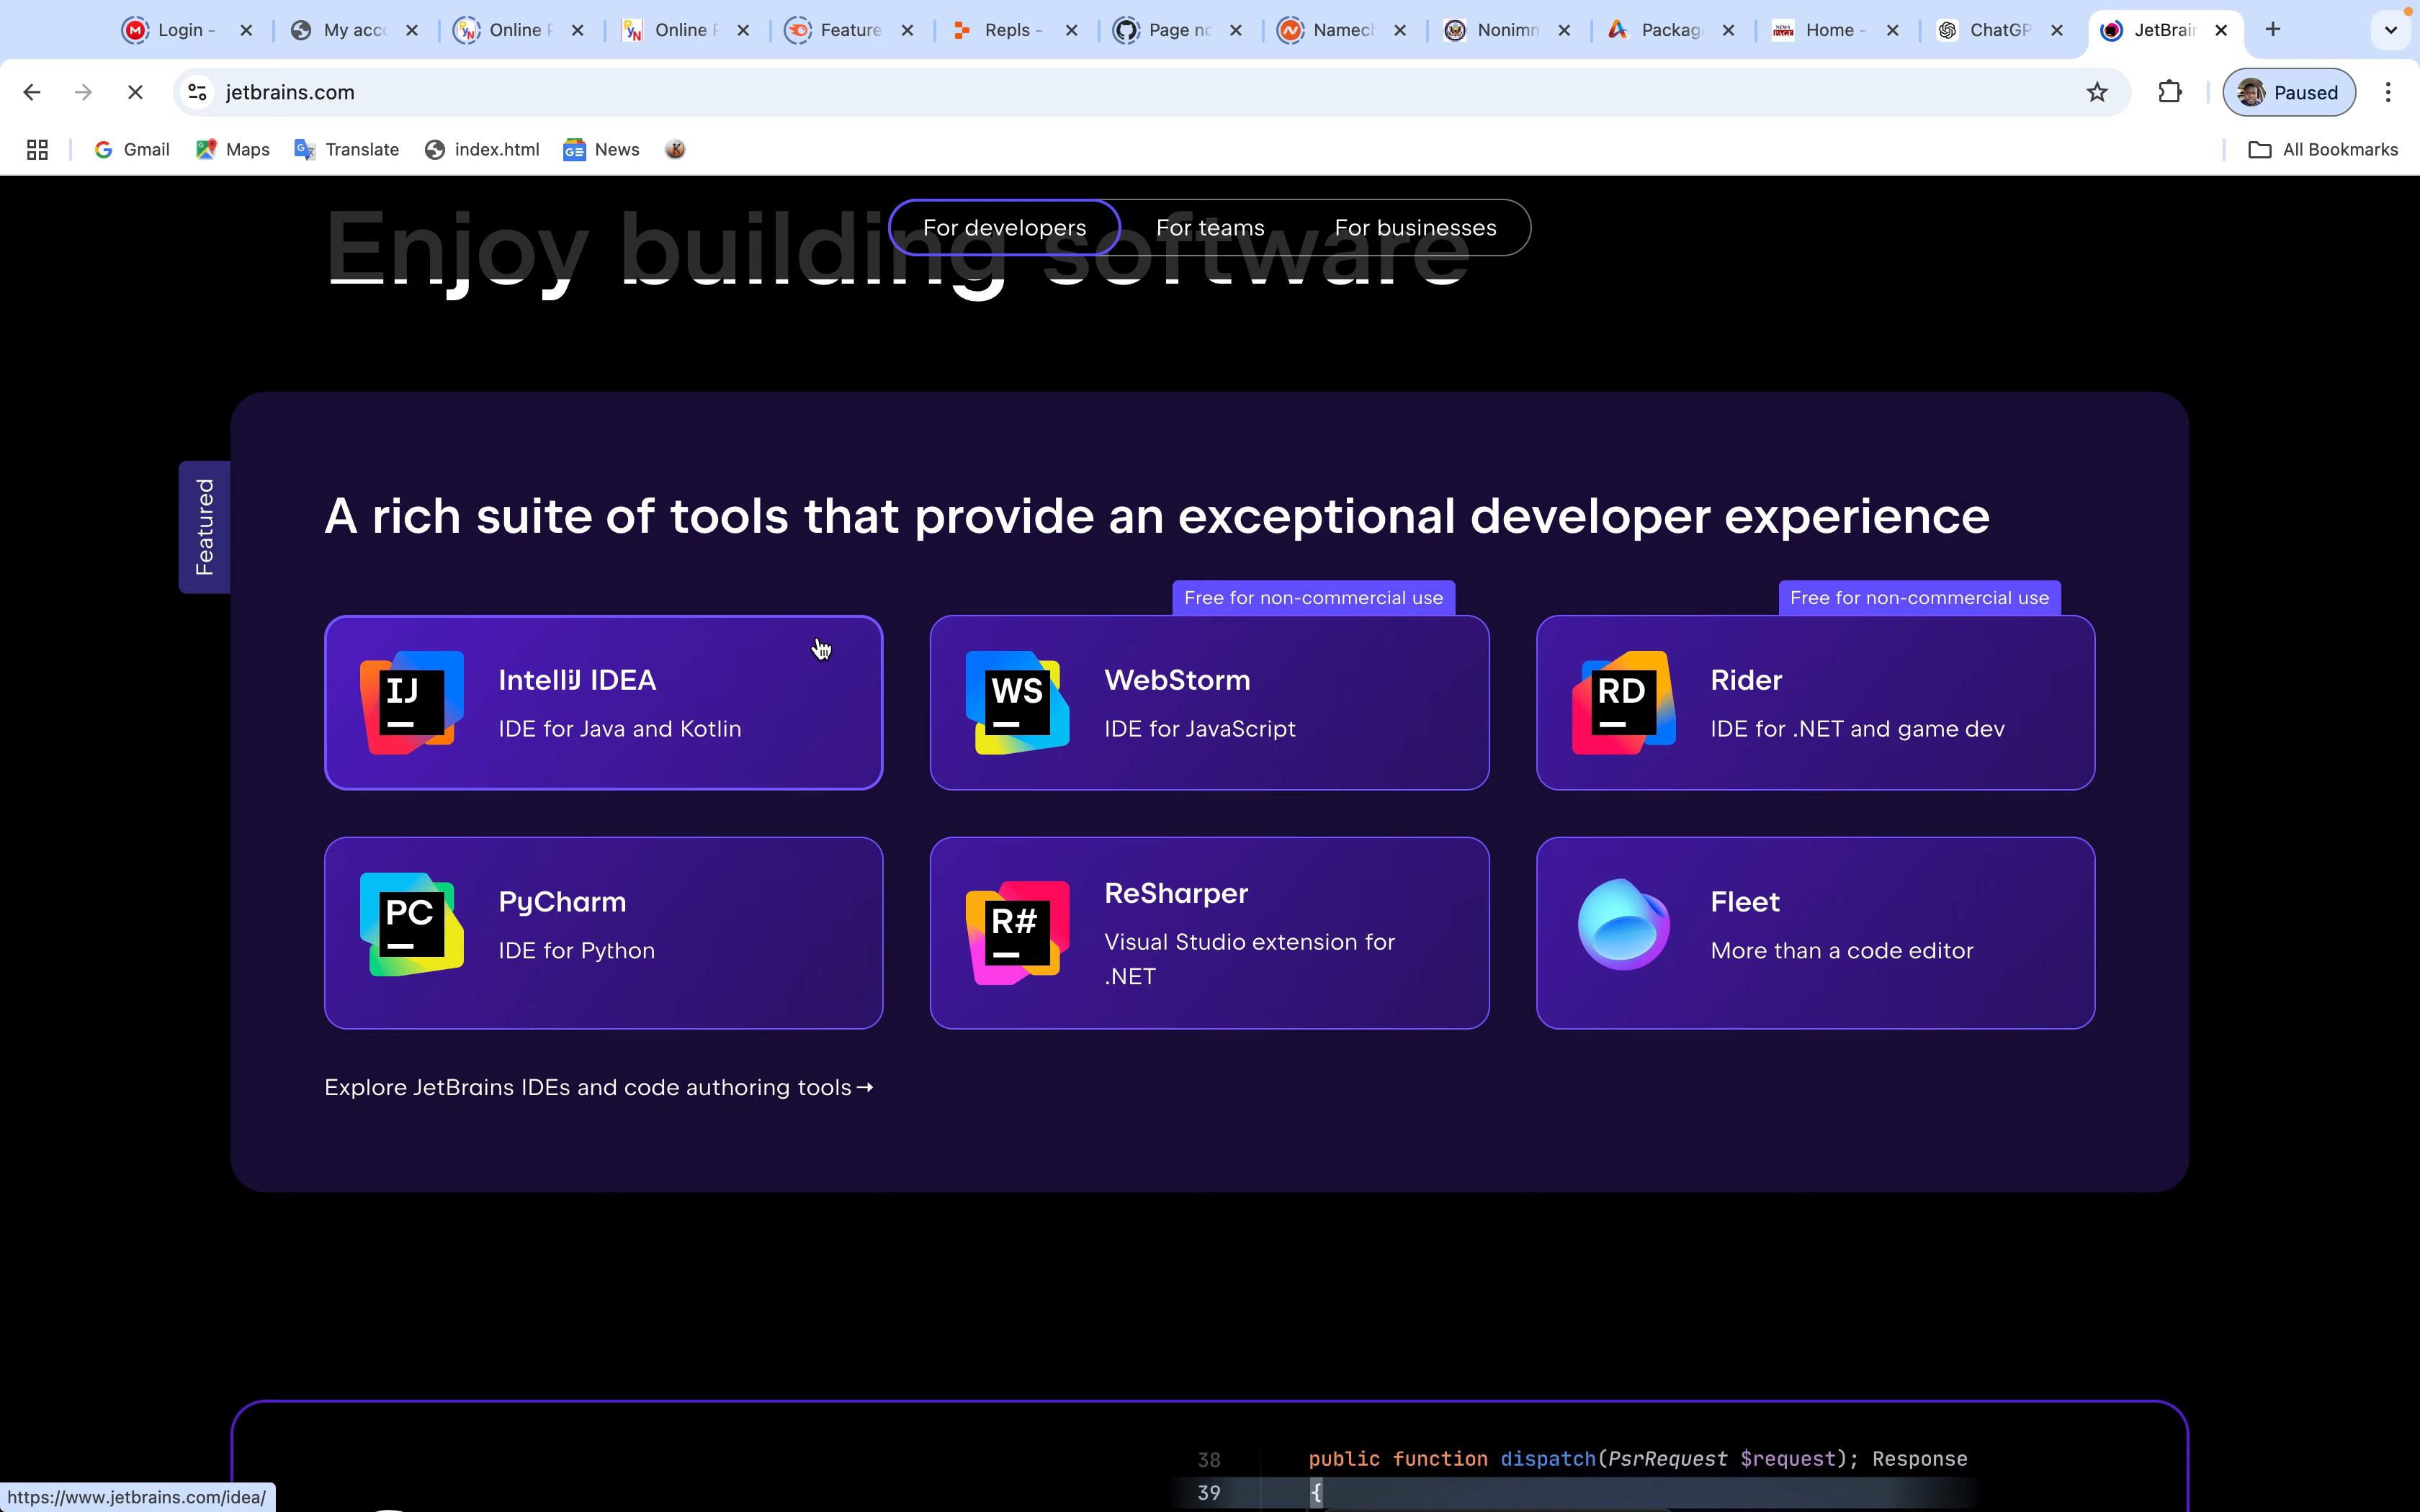 Login -
My acc
Online
Online
Feature
Repls -
Page n
Namec
Nonimn
Packag
Home -
ChatGP
JetBrai
jetbrains.com
Paused
Gmail
Maps
Translate
index.html
News
All Bookmarks
Enjoy building software
For developers
For teams
For businesses
Featured
A rich suite of tools that provide an exceptional developer experience
Free for non-commercial use
Free for non-commercial use
IJ
IntelliJ IDEA
IDE for Java and Kotlin
WS
WebStorm
IDE for JavaScript
RD
Rider
IDE for .NET and game dev
PC
PyCharm
IDE for Python
R#
ReSharper
Visual Studio extension for
.NET
Fleet
More than a code editor
Explore JetBrains IDEs and code authoring tools →
38 public function dispatch(PsrRequest $request); Response
39 {
https://www.jetbrains.com/idea/